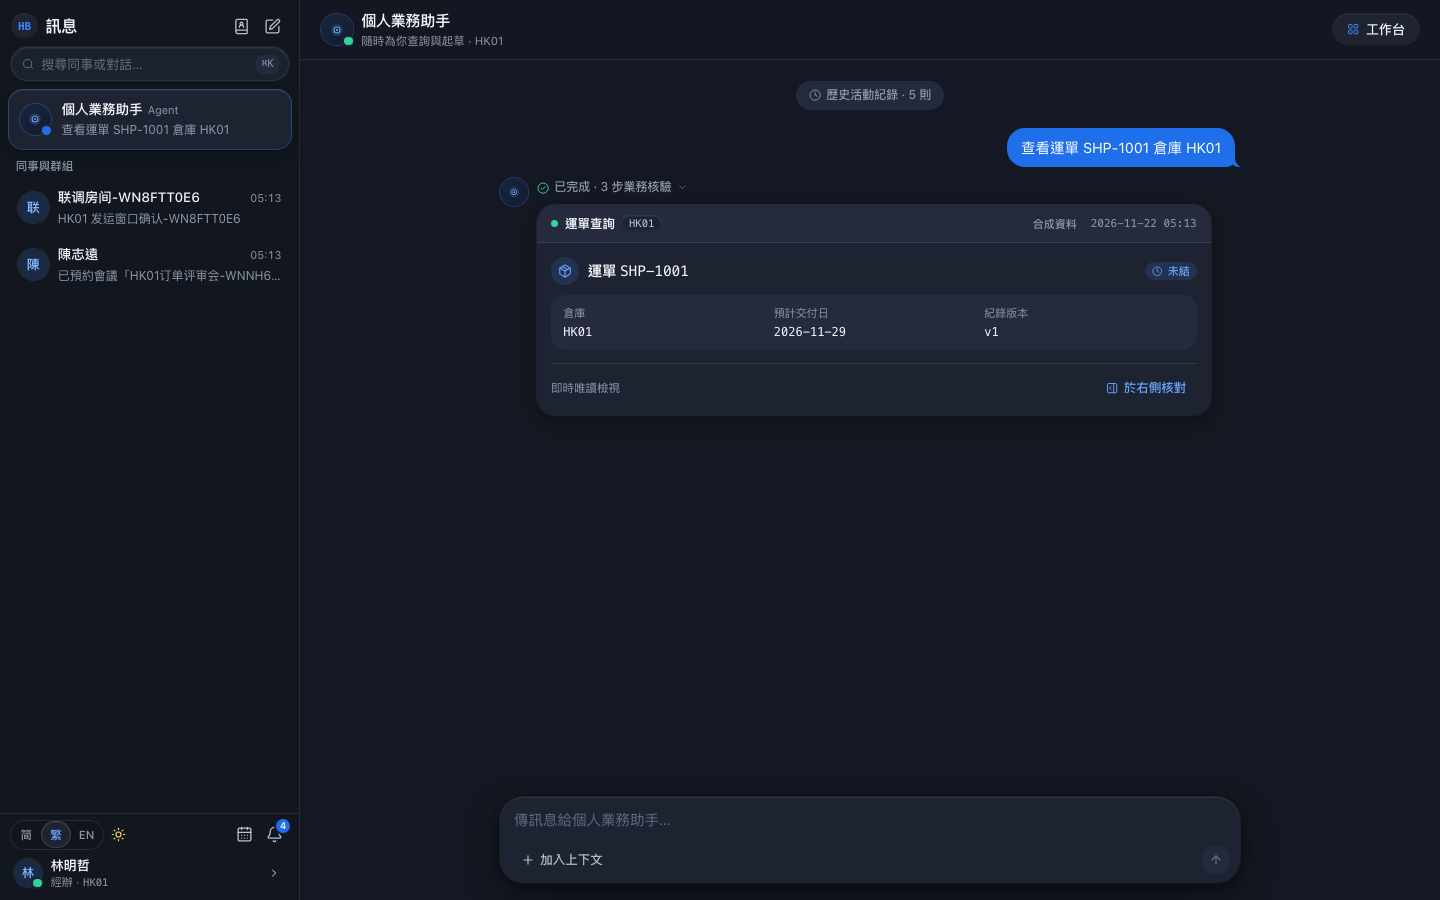 HB 訊息
搜尋同事或對話... ⌘K
個人業務助手 Agent
查看運單 SHP-1001 倉庫 HK01
同事與群組
联 联调房间-WN8FTT0E6 05:13
HK01 发运窗口确认-WN8FTT0E6
陳 陳志遠 05:13
已預約會議「HK01订单评审会-WNNH6...
简 繁 EN 4
林 林明哲
經辦 · HK01
個人業務助手
隨時為你查詢與起草 · HK01
工作台
歷史活動紀錄 · 5 則
查看運單 SHP-1001 倉庫 HK01
已完成 · 3 步業務核驗
運單查詢 HK01 合成資料 2026-11-22 05:13
運單 SHP-1001 未結
倉庫 預計交付日 紀錄版本
HK01 2026-11-29 v1
即時唯讀檢視 於右側核對
傳訊息給個人業務助手...
加入上下文